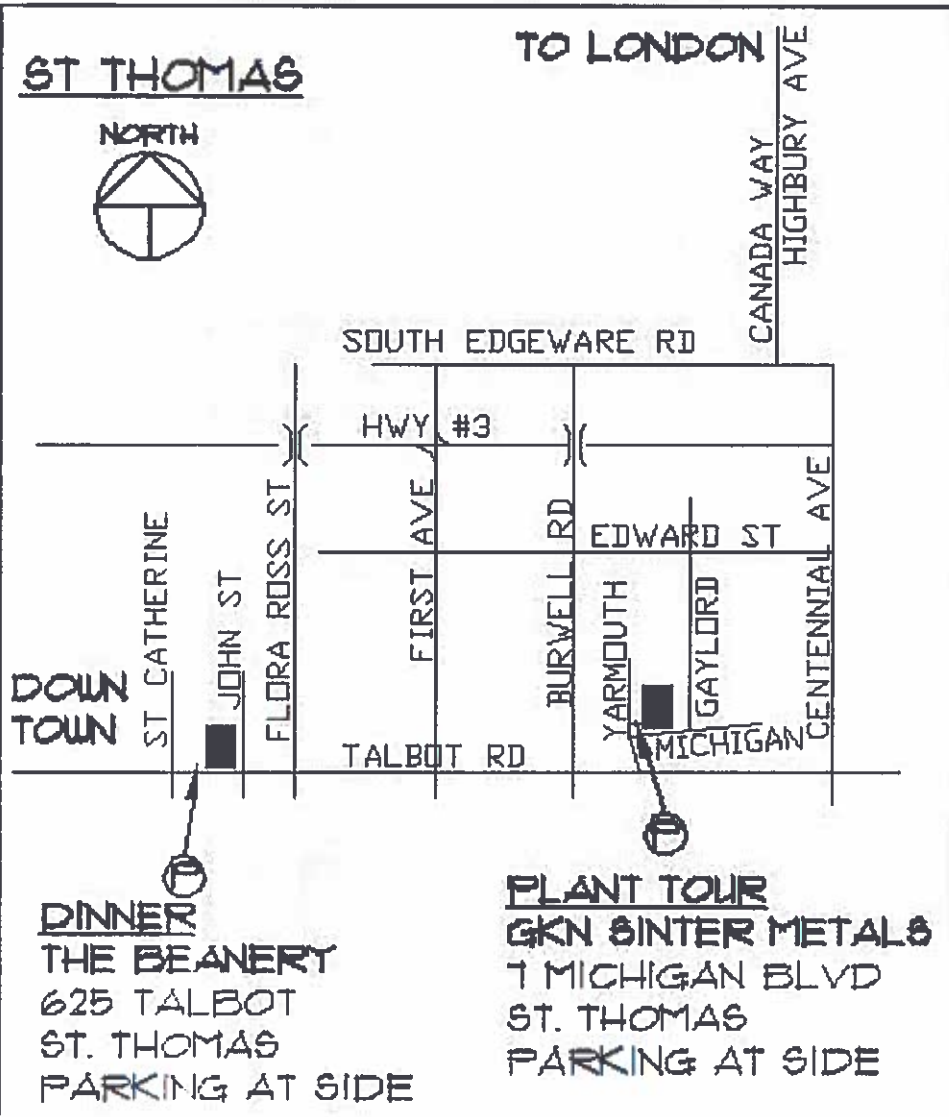 ST THOMAS
TO LONDON
NORTH
CANADA WAY
HIGHBURY AVE
SOUTH EDGEWARE RD
HWY #3
ST CATHERINE
JOHN ST
FLORA ROSS ST
FIRST AVE
BURWELL RD
EDWARD ST
YARMOUTH
GAYLORD
CENTENNIAL AVE
DOWN
TOWN
TALBOT RD
MICHIGAN
P
P
DINNER
THE BEANERY
625 TALBOT
ST. THOMAS
PARKING AT SIDE
PLANT TOUR
GKN SINTER METALS
7 MICHIGAN BLVD
ST. THOMAS
PARKING AT SIDE